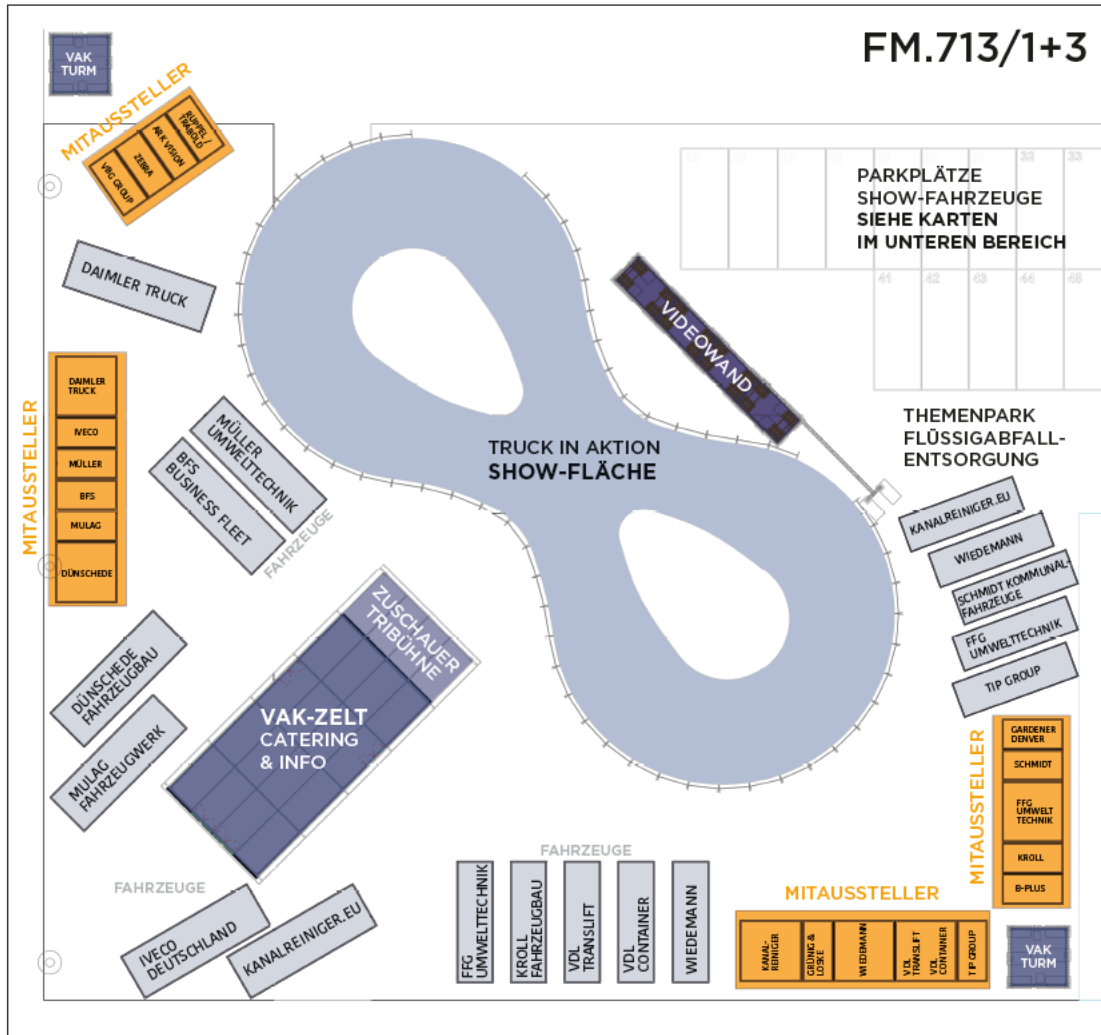 FM.713/1+3
VAK
TURM
MITAUSSTELLER
VBG GROUP
ZEBRA
ARK VISION
RÜPPEL/
TRABOLD
PARKPLÄTZE
SHOW-FAHRZEUGE
SIEHE KARTEN
IM UNTEREN BEREICH
32
33
41
42
43
44
45
DAIMLER TRUCK
VIDEOWAND
MITAUSSTELLER
DAIMLER
TRUCK
IVECO
MÜLLER
BFS
MULAG
DÜNSCHEDE
MÜLLER
UMWELTTECHNIK
BFS
BUSINESS FLEET
FAHRZEUGE
TRUCK IN AKTION
SHOW-FLÄCHE
THEMENPARK
FLÜSSIGABFALL-
ENTSORGUNG
KANALREINIGER.EU
WIEDEMANN
SCHMIDT KOMMUNAL-
FAHRZEUGE
FFG
UMWELTTECHNIK
TIP GROUP
ZUSCHAUER
TRIBÜHNE
VAK-ZELT
CATERING
& INFO
DÜNSCHEDE
FAHRZEUGBAU
MULAG
FAHRZEUGWERK
MITAUSSTELLER
GARDENER
DENVER
SCHMIDT
FFG
UMWELT
TECHNIK
KROLL
B-PLUS
FAHRZEUGE
IVECO
DEUTSCHLAND
KANALREINIGER.EU
FAHRZEUGE
FFG
UMWELTTECHNIK
KROLL
FAHRZEUGBAU
VDL
TRANSLIFT
VDL
CONTAINER
WIEDEMANN
MITAUSSTELLER
KANAL-
REINIGER
GRÜNIG &
LOSKE
WIEDEMANN
VDL
TRANSLIFT
VDL
CONTAINER
TIP GROUP
VAK
TURM